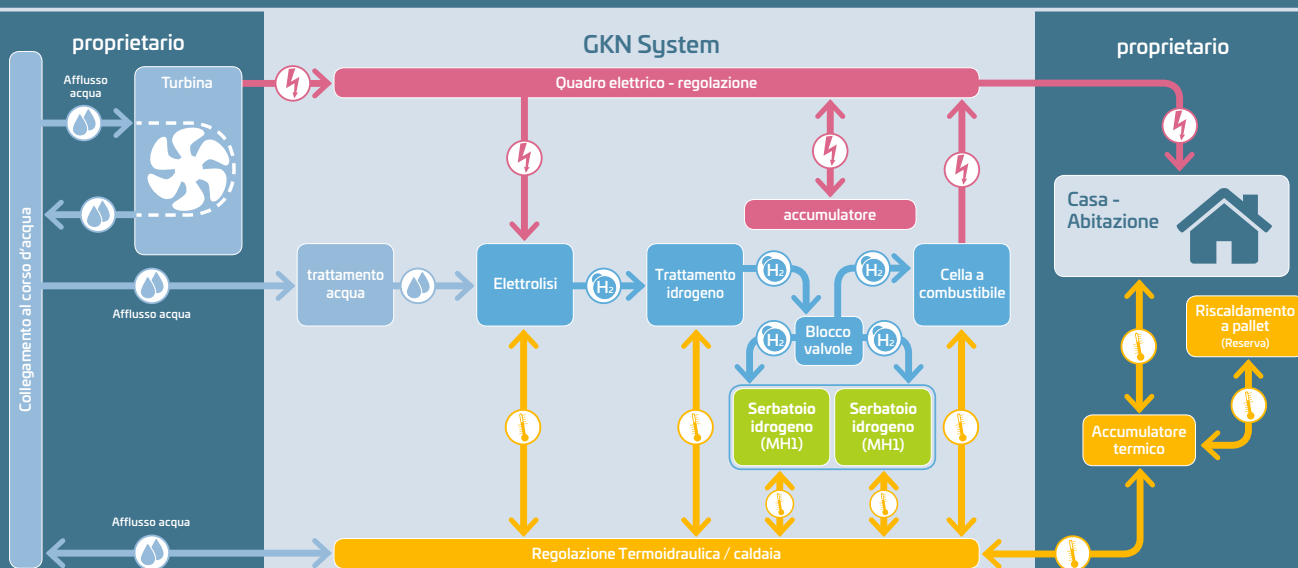 proprietario
GKN System
proprietario
Afflusso
acqua
Turbina
Quadro elettrico - regolazione
Casa -
Abitazione
accumulatore
Collegamento al corso d'acqua
trattamento
acqua
Elettrolisi
H₂
Trattamento
idrogeno
H₂
H₂
Cella a
combustibile
Afflusso acqua
Blocco
valvole
H₂
H₂
Riscaldamento
a pallet
(Reserva)
Serbatoio
idrogeno
(MH1)
Serbatoio
idrogeno
(MH1)
Accumulatore
termico
Afflusso acqua
Regolazione Termoidraulica / caldaia